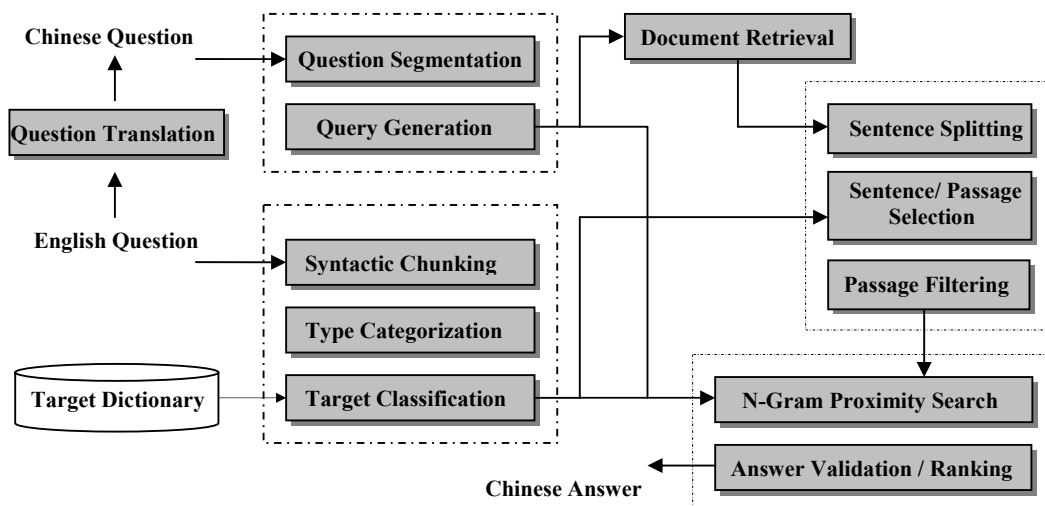 Chinese Question
Question Translation
English Question
Target Dictionary
Question Segmentation
Query Generation
Syntactic Chunking
Type Categorization
Target Classification
Document Retrieval
Sentence Splitting
Sentence/ Passage
Selection
Passage Filtering
N-Gram Proximity Search
Answer Validation / Ranking
Chinese Answer